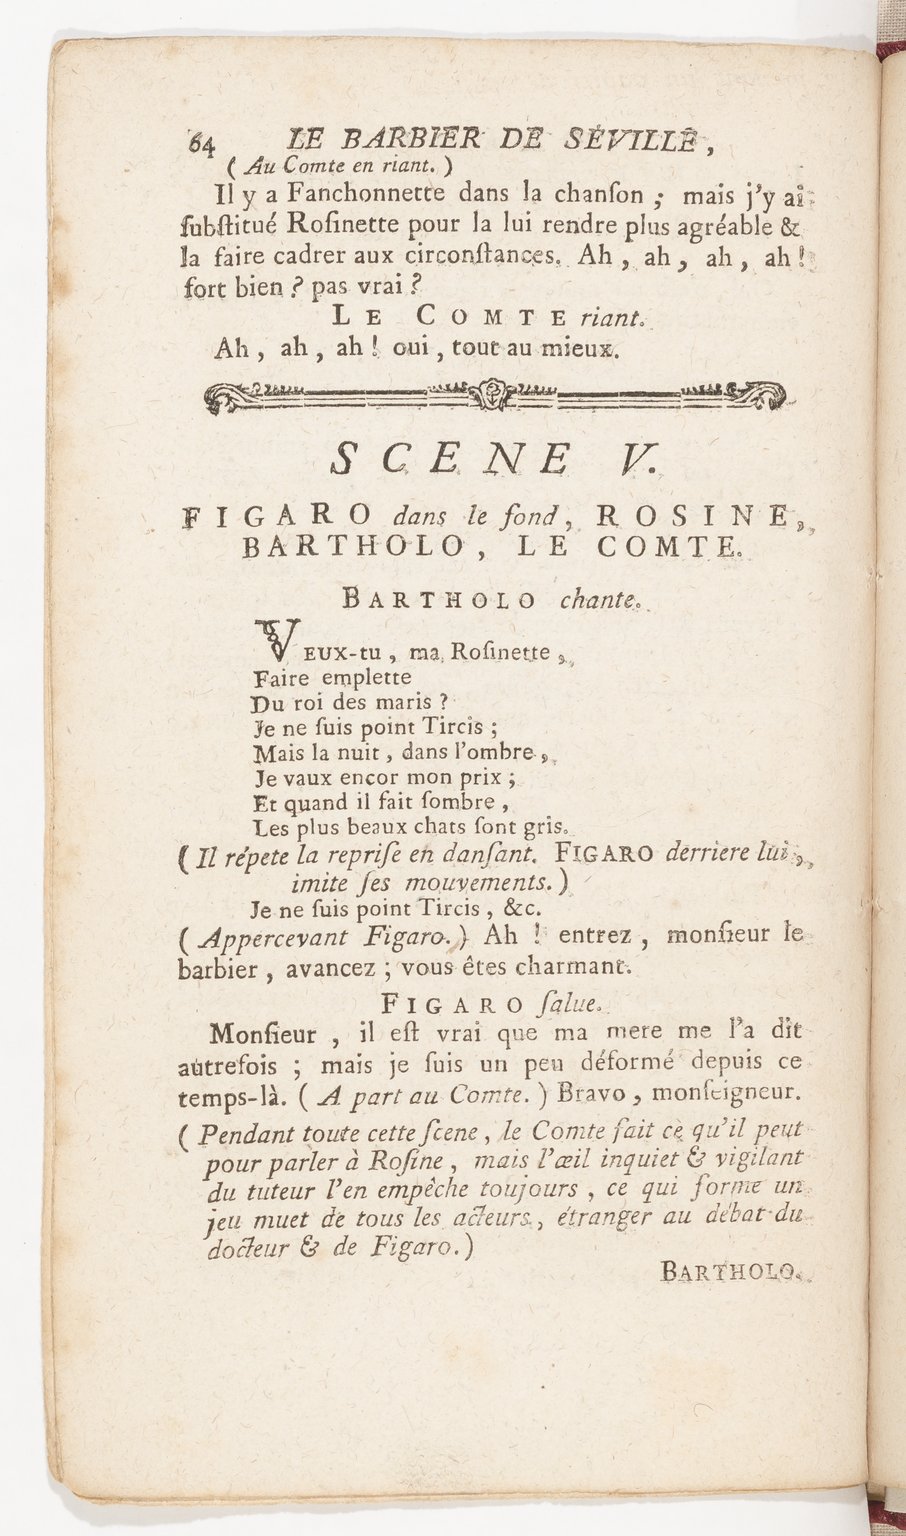 64 LE BARBIER DE SÉVILLE,
( Au Comte en riant. )
Il y a Fanchonnette dans la chanſon ; mais j'y ai
ſubſtitué Roſinette pour la lui rendre plus agréable &
la faire cadrer aux circonſtances. Ah, ah, ah, ah !
fort bien ? pas vrai ?
LE COMTE riant.
Ah, ah, ah ! oui, tout au mieux.
SCENE V.
FIGARO dans le fond, ROSINE,
BARTHOLO, LE COMTE.
BARTHOLO chante.
VEUX-tu, ma Roſinette,
Faire emplette
Du roi des maris ?
Je ne ſuis point Tircis ;
Mais la nuit, dans l'ombre,
Je vaux encor mon prix ;
Et quand il fait ſombre,
Les plus beaux chats ſont gris.
( Il répete la repriſe en danſant. FIGARO derriere lui,
imite ſes mouvements. )
Je ne ſuis point Tircis, &c.
( Appercevant Figaro. ) Ah ! entrez, monſieur le
barbier, avancez ; vous êtes charmant.
FIGARO ſalue.
Monſieur, il eſt vrai que ma mere me l'a dit
autrefois ; mais je ſuis un peu déformé depuis ce
temps-là. ( A part au Comte. ) Bravo, monſeigneur.
( Pendant toute cette ſcene, le Comte fait ce qu'il peut
pour parler à Roſine, mais l'œil inquiet & vigilant
du tuteur l'en empêche toujours, ce qui forme un
jeu muet de tous les acteurs, étranger au débat du
docteur & de Figaro. )
BARTHOLO.